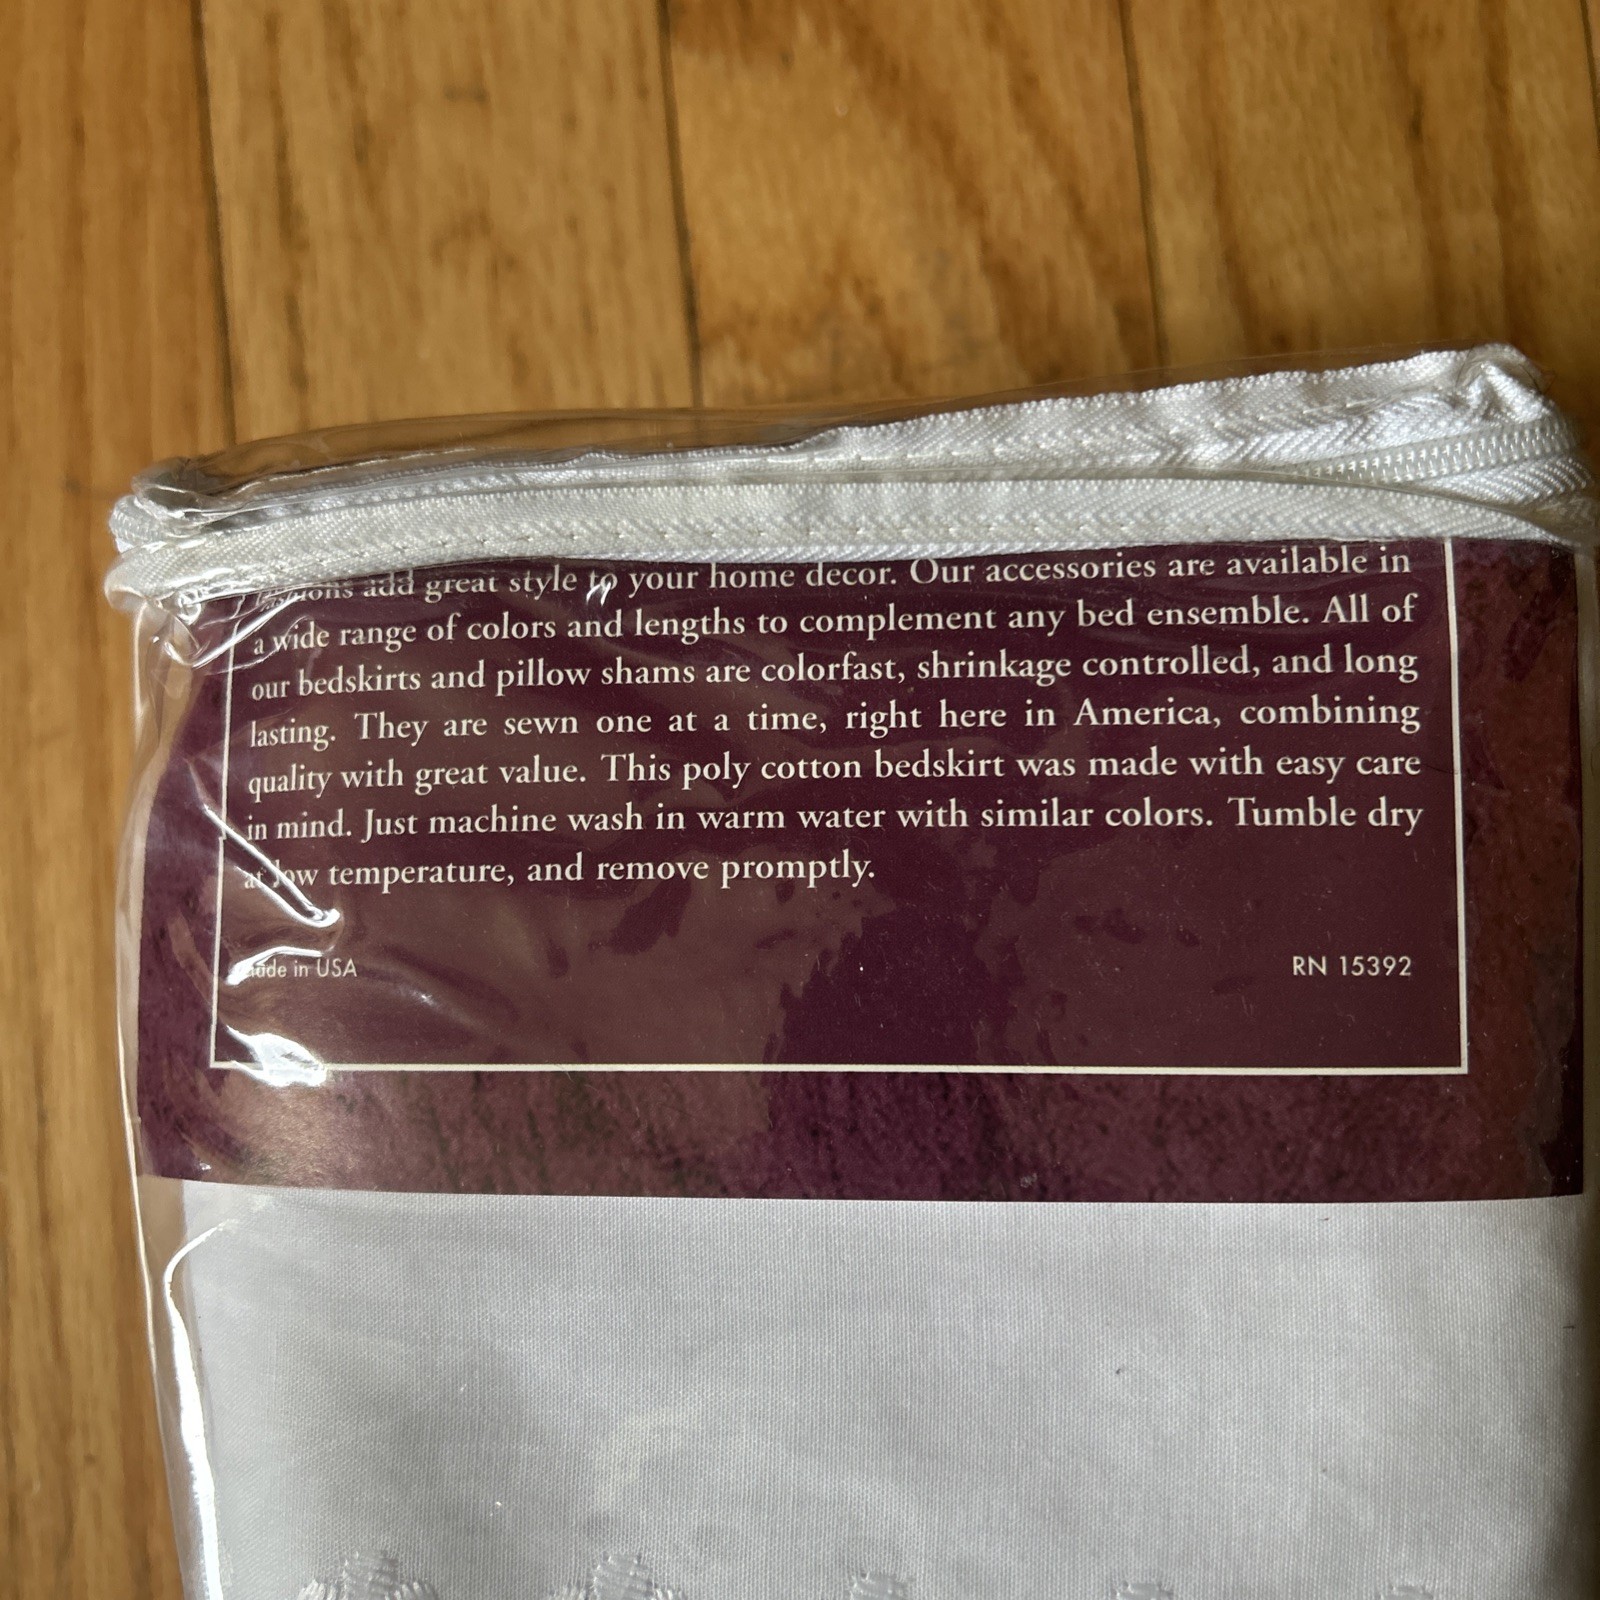 fashions add great style to your home decor. Our accessories are available in
a wide range of colors and lengths to complement any bed ensemble. All of
our bedskirts and pillow shams are colorfast, shrinkage controlled, and long
lasting. They are sewn one at a time, right here in America, combining
quality with great value. This poly cotton bedskirt was made with easy care
in mind. Just machine wash in warm water with similar colors. Tumble dry
at low temperature, and remove promptly.
Made in USA
RN 15392